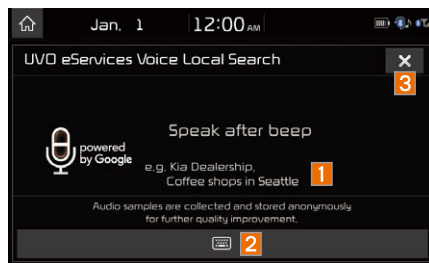 Jan. 1 12:00 AM
UVO eServices Voice Local Search
3
Speak after beep
powered
by Google
e.g. Kia Dealership,
Coffee shops in Seattle 1
Audio samples are collected and stored anonymously
for further quality improvement.
2